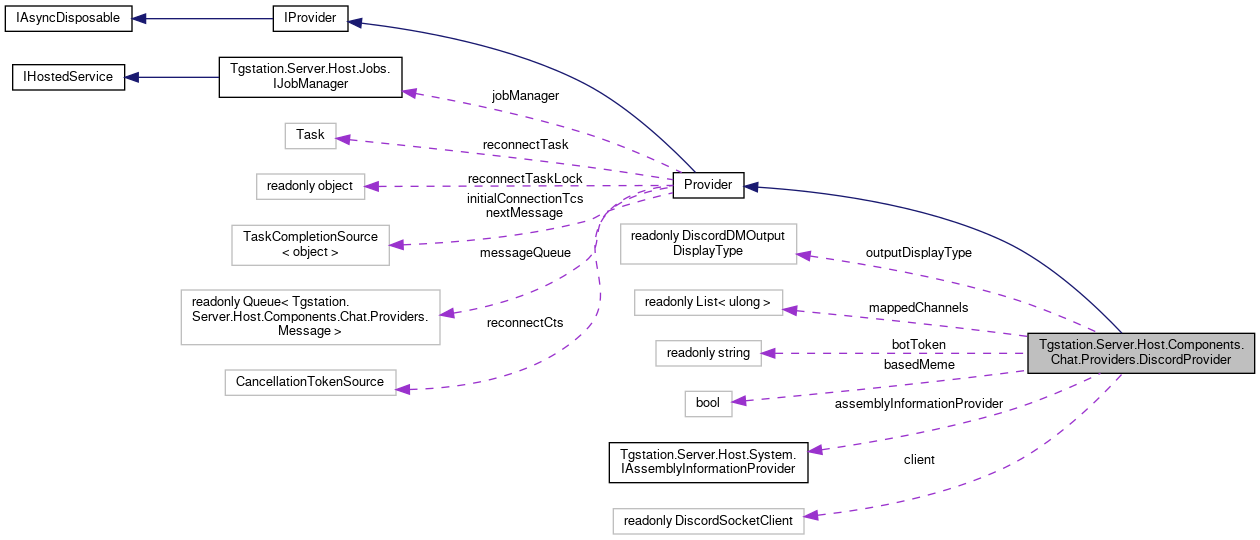 IAsyncDisposable
IProvider
IHostedService
Tgstation.Server.Host.Jobs.
IJobManager
jobManager
Task
reconnectTask
readonly object
reconnectTaskLock
Provider
initialConnectionTcs
nextMessage
TaskCompletionSource
< object >
messageQueue
readonly Queue< Tgstation.
Server.Host.Components.Chat.Providers.
Message >
reconnectCts
CancellationTokenSource
readonly DiscordDMOutput
DisplayType
outputDisplayType
readonly List< ulong >
mappedChannels
readonly string
botToken
Tgstation.Server.Host.Components.
Chat.Providers.DiscordProvider
basedMeme
bool
assemblyInformationProvider
Tgstation.Server.Host.System.
IAssemblyInformationProvider
client
readonly DiscordSocketClient